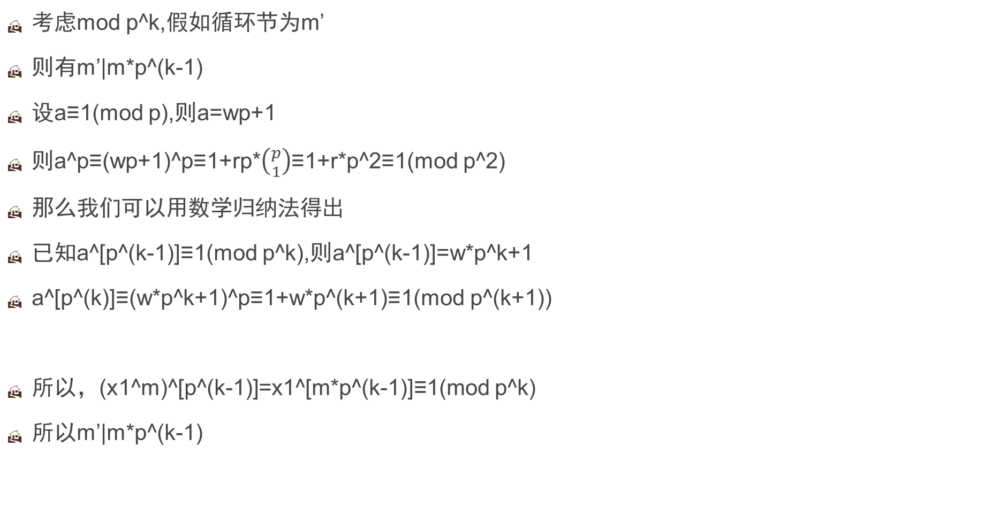 考虑mod p^k,假如循环节为m’
则有m’|m*p^(k-1)
设a≡1(mod p),则a=wp+1
则a^p≡(wp+1)^p≡1+rp*(p 1)≡1+r*p^2≡1(mod p^2)
那么我们可以用数学归纳法得出
已知a^[p^(k-1)]≡1(mod p^k),则a^[p^(k-1)]=w*p^k+1
a^[p^(k)]≡(w*p^k+1)^p≡1+w*p^(k+1)≡1(mod p^(k+1))
所以，(x1^m)^[p^(k-1)]=x1^[m*p^(k-1)]≡1(mod p^k)
所以m’|m*p^(k-1)